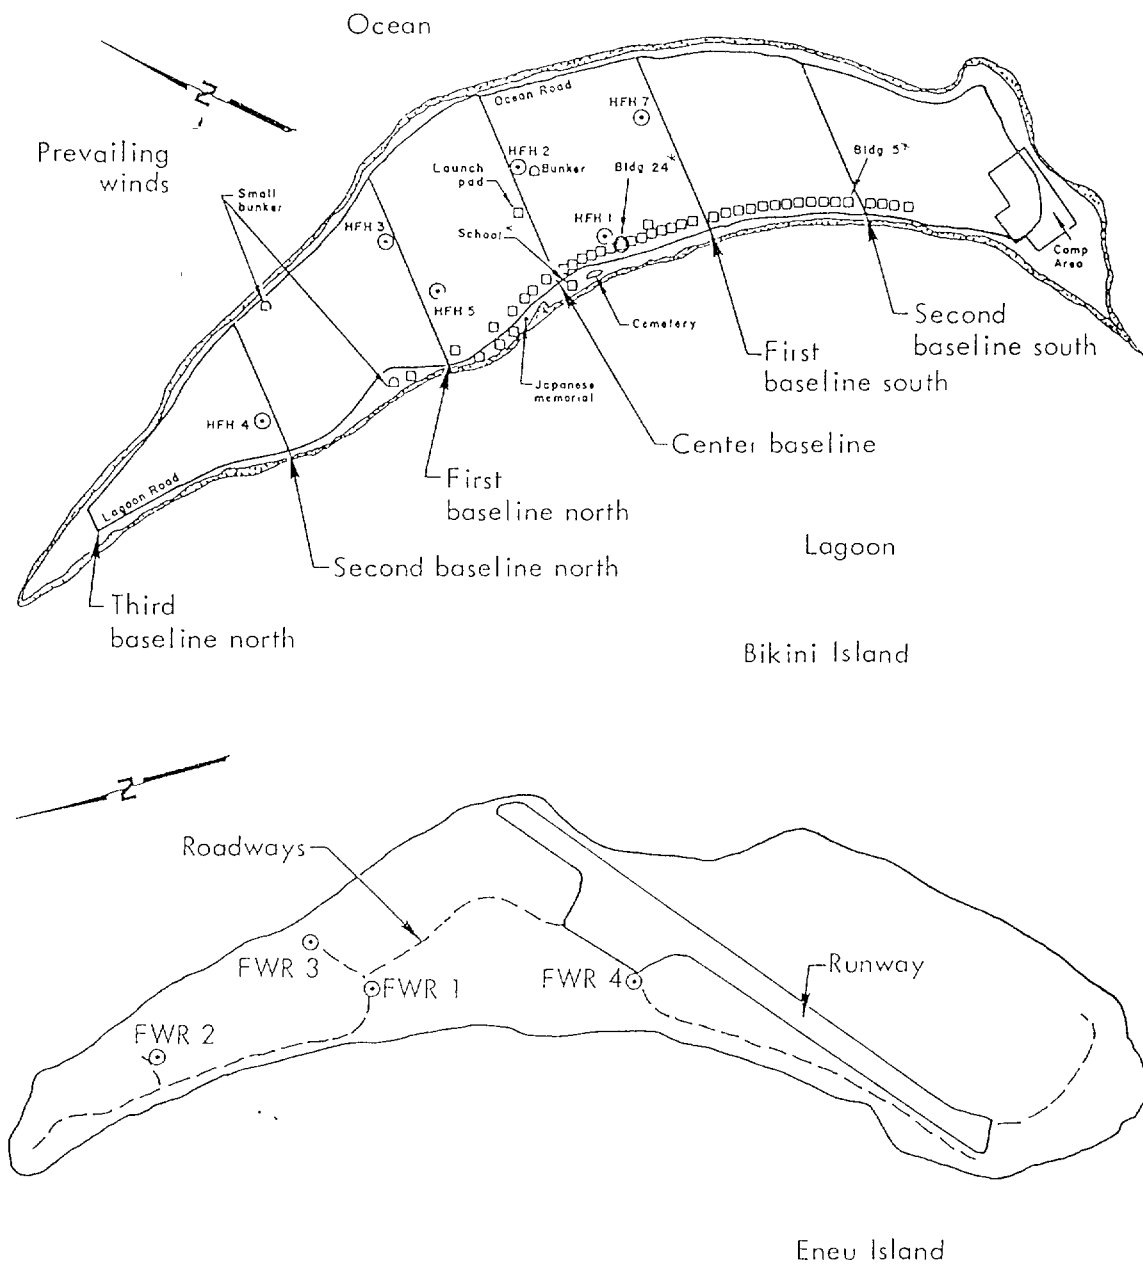 Ocean
N
Prevailing
winds
Small
bunker
Ocean Road
HFH 7
HFH 2
Bunker
Launch
pad
Bldg 24*
Bldg 5*
HFH 3
HFH 1
School*
HFH 5
Camp
Area
Cemetery
Japanese
memorial
HFH 4
Lagoon Road
Second
baseline south
First
baseline south
Center baseline
First
baseline north
Second baseline north
Third
baseline north
Lagoon
Bikini Island
N
Roadways
FWR 3
FWR 1
FWR 4
Runway
FWR 2
Eneu Island